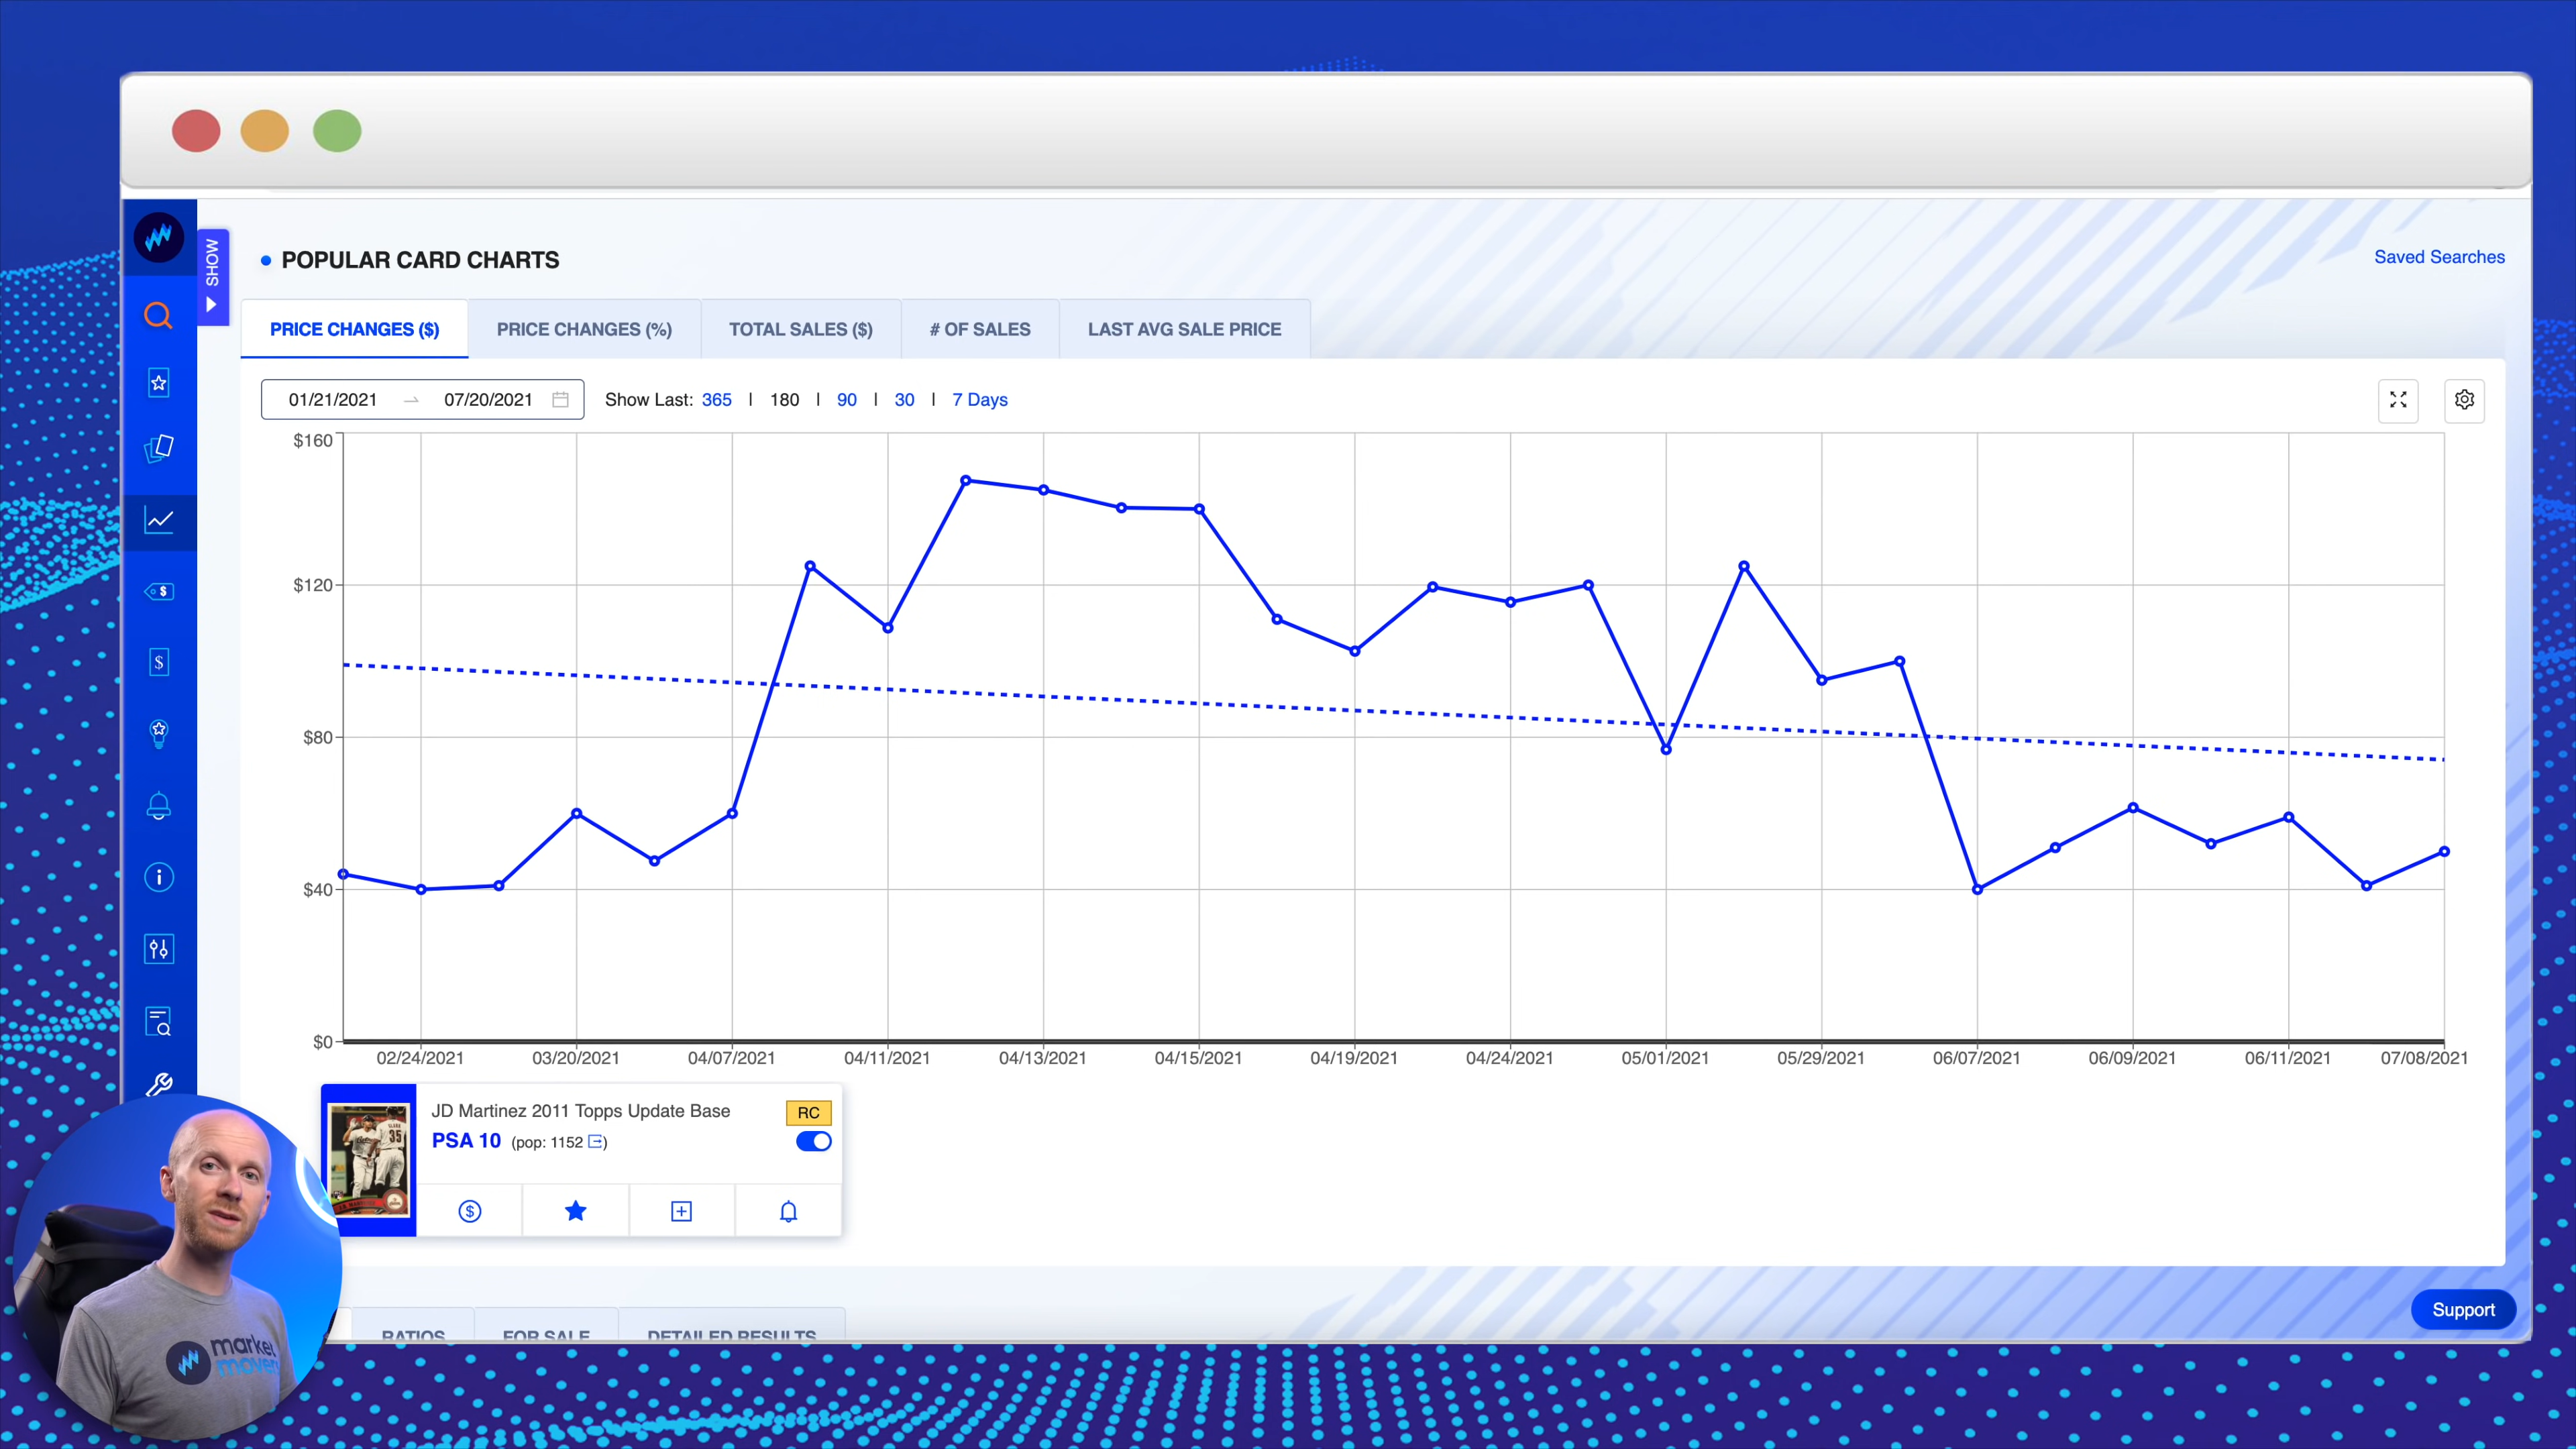 SHOW
POPULAR CARD CHARTS
Saved Searches
PRICE CHANGES ($) PRICE CHANGES (%) TOTAL SALES ($) # OF SALES LAST AVG SALE PRICE
01/21/2021 → 07/20/2021 Show Last: 365 | 180 | 90 | 30 | 7 Days
$160
$120
$80
$40
$0
02/24/2021 03/20/2021 04/07/2021 04/11/2021 04/13/2021 04/15/2021 04/19/2021 04/24/2021 05/01/2021 05/29/2021 06/07/2021 06/09/2021 06/11/2021 07/08/2021
JD Martinez 2011 Topps Update Base RC
PSA 10 (pop: 1152)
35
RATIOS FOR SALE DETAILED RESULTS
Support
market
mover